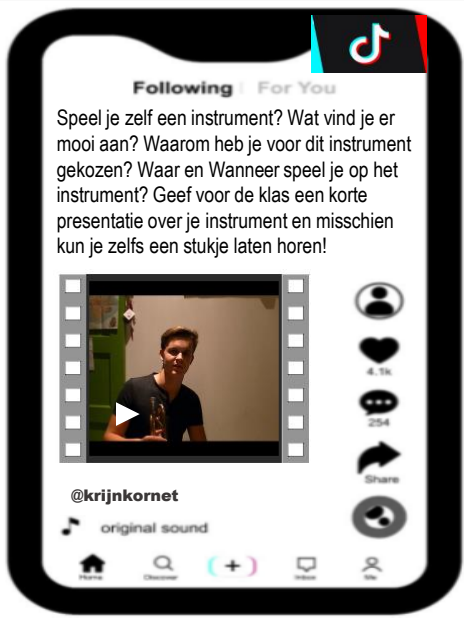 Following For You
Speel je zelf een instrument? Wat vind je er
mooi aan? Waarom heb je voor dit instrument
gekozen? Waar en Wanneer speel je op het
instrument? Geef voor de klas een korte
presentatie over je instrument en misschien
kun je zelfs een stukje laten horen!
4.1k
254
Share
@krijnkornet
original sound
Home Discover Inbox Me